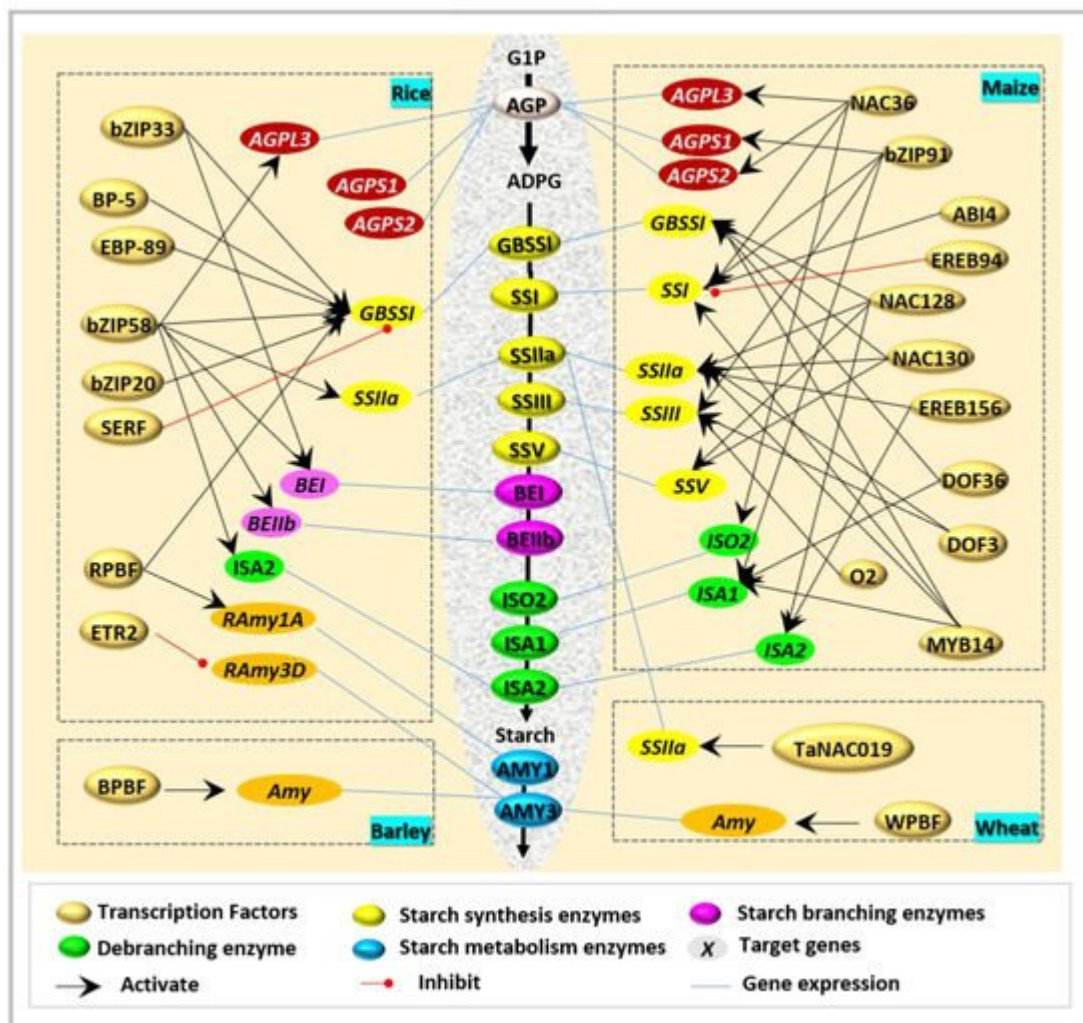 G1P
AGP
ADPG
GBSSI
SSI
SSIIa
SSIII
SSV
BEI
BEIIb
ISO2
ISA1
ISA2
Starch
AMY1
AMY3
Rice
bZIP33
BP-5
EBP-89
bZIP58
bZIP20
SERF
RPBF
ETR2
AGPL3
AGPS1
AGPS2
GBSSI
SSIIa
BEI
BEIIb
ISA2
RAmy1A
RAmy3D
Maize
AGPL3
AGPS1
AGPS2
GBSSI
SSI
SSIIa
SSIII
SSV
ISO2
ISA1
ISA2
NAC36
bZIP91
ABI4
EREB94
NAC128
NAC130
EREB156
DOF36
DOF3
O2
MYB14
BPBF
Amy
Barley
SSIIa
TaNAC019
Amy
WPBF
Wheat
Transcription Factors
Starch synthesis enzymes
Starch branching enzymes
Debranching enzyme
Starch metabolism enzymes
X Target genes
Activate
Inhibit
Gene expression